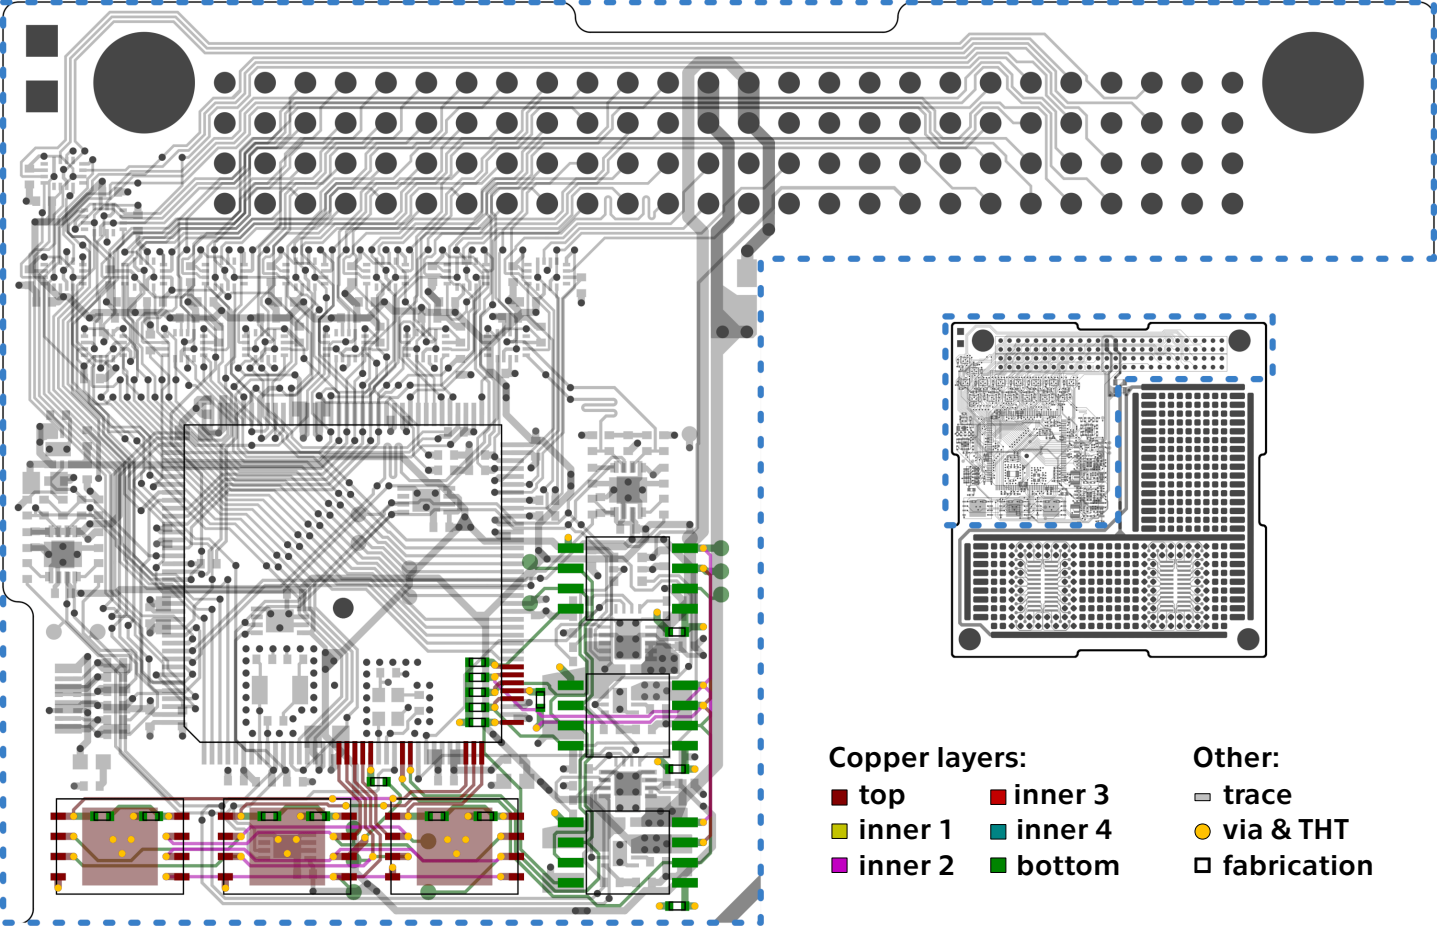 Copper layers:
top
inner 1
inner 2
inner 3
inner 4
bottom
Other:
trace
via & THT
fabrication